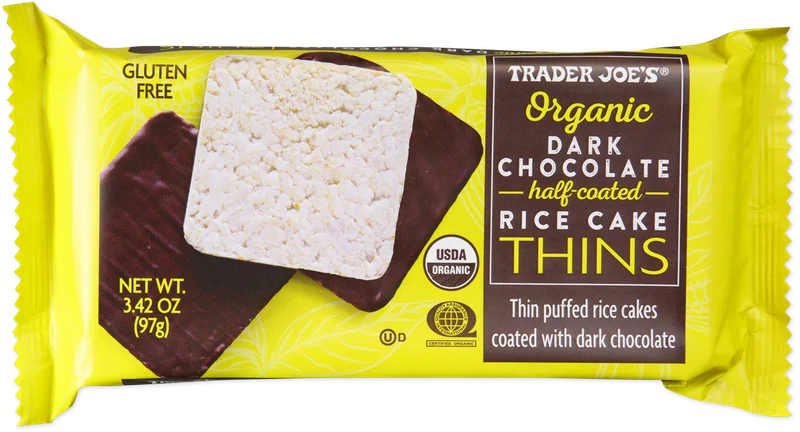 GLUTEN
FREE
TRADER JOE'S®
Organic
DARK
CHOCOLATE
half-coated
RICE CAKE
THINS
USDA
ORGANIC
NET WT.
3.42 OZ
(97g)
U D
CERTIFIED ORGANIC
Thin puffed rice cakes
coated with dark chocolate